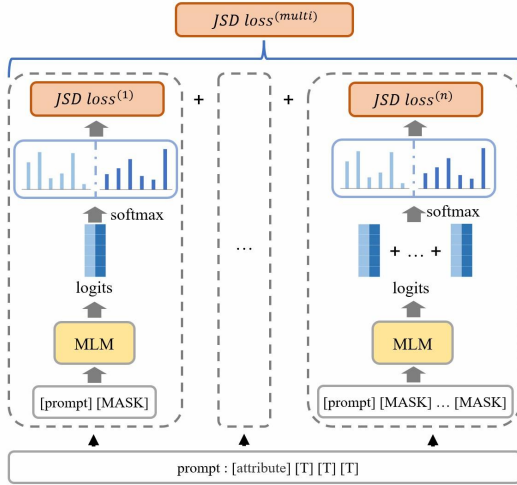 JSD loss^(multi)
JSD loss^(1) + + JSD loss^(n)
softmax softmax
... + ... +
logits logits
MLM MLM
[prompt] [MASK] [prompt] [MASK] ... [MASK]
prompt : [attribute] [T] [T] [T]